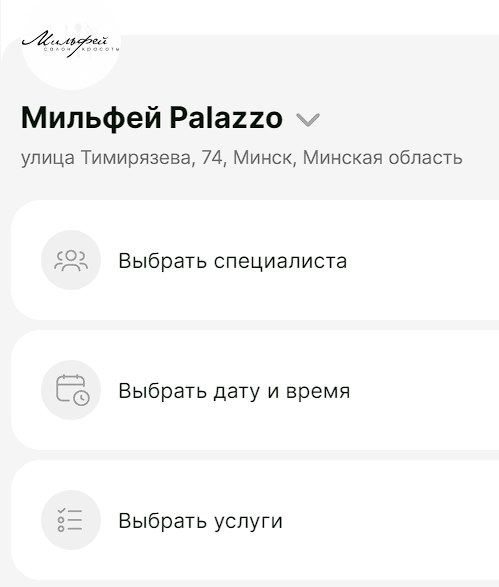 Мильфей
салон красоты
Мильфей Palazzo
улица Тимирязева, 74, Минск, Минская область
Выбрать специалиста
Выбрать дату и время
Выбрать услуги